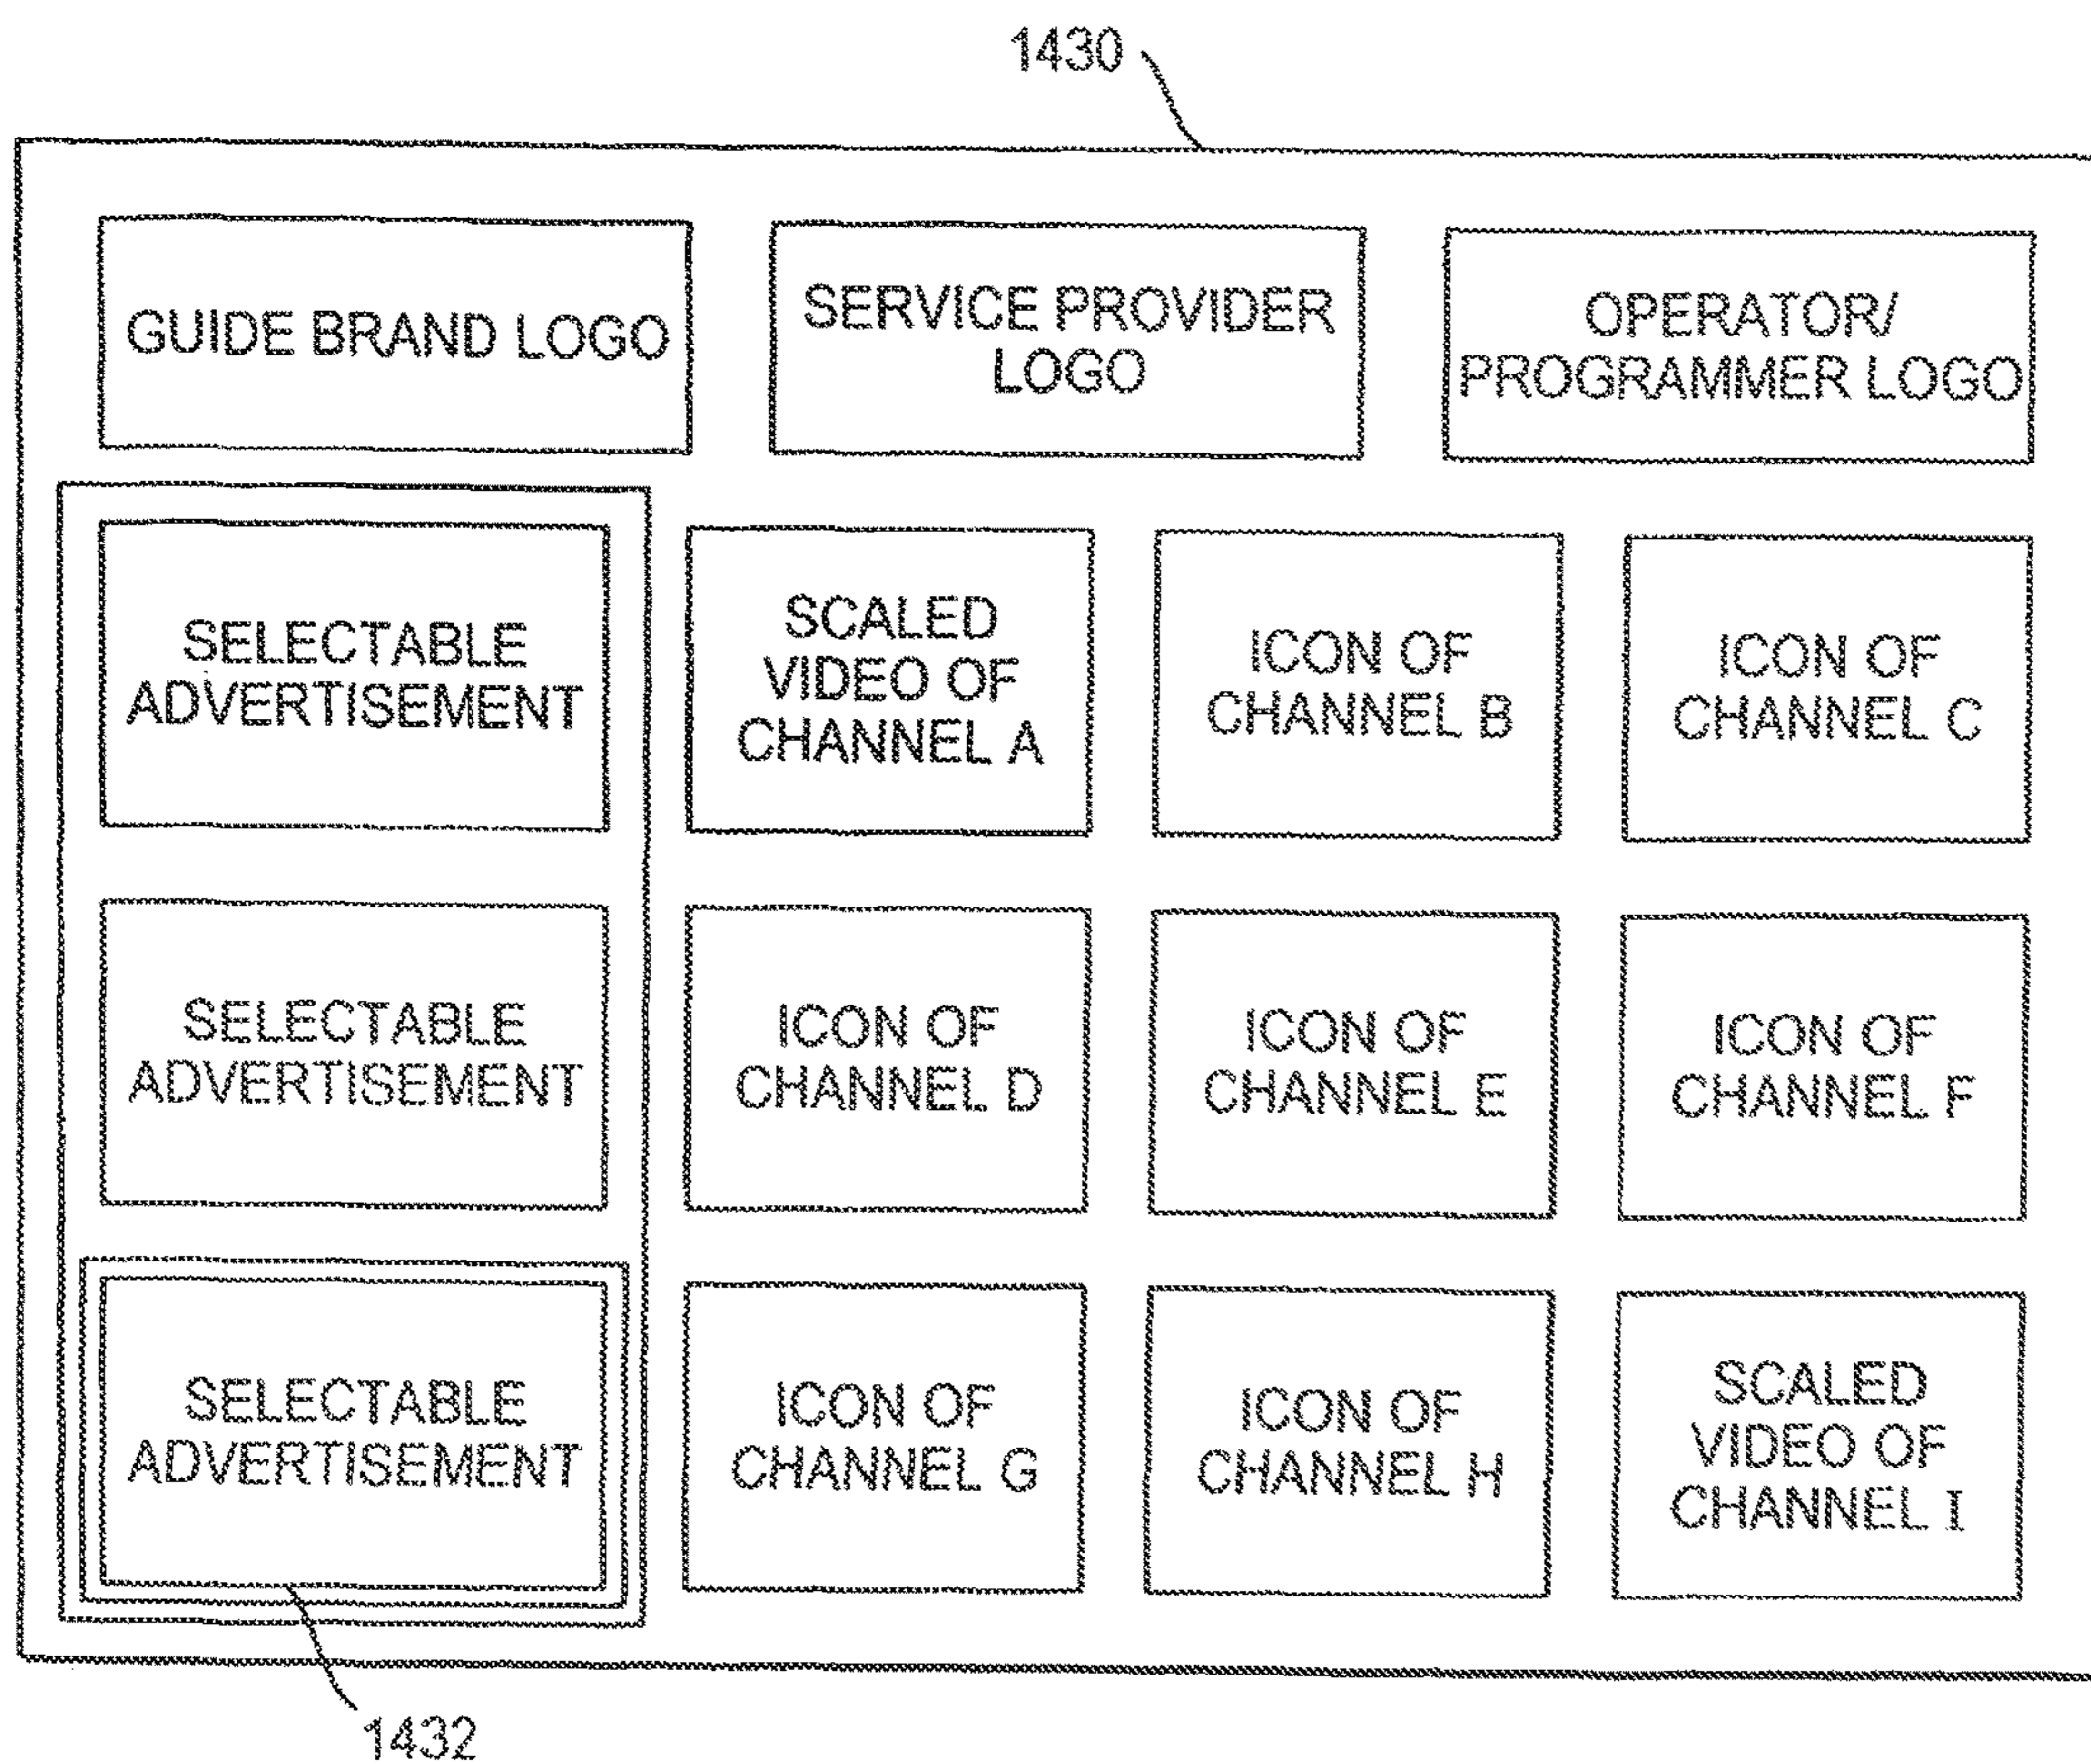 1430
GUIDE BRAND LOGO
SERVICE PROVIDER
LOGO
OPERATOR/
PROGRAMMER LOGO
SELECTABLE
ADVERTISEMENT
SCALED
VIDEO OF
CHANNEL A
ICON OF
CHANNEL B
ICON OF
CHANNEL C
SELECTABLE
ADVERTISEMENT
ICON OF
CHANNEL D
ICON OF
CHANNEL E
ICON OF
CHANNEL F
SELECTABLE
ADVERTISEMENT
ICON OF
CHANNEL G
ICON OF
CHANNEL H
SCALED
VIDEO OF
CHANNEL I
1432